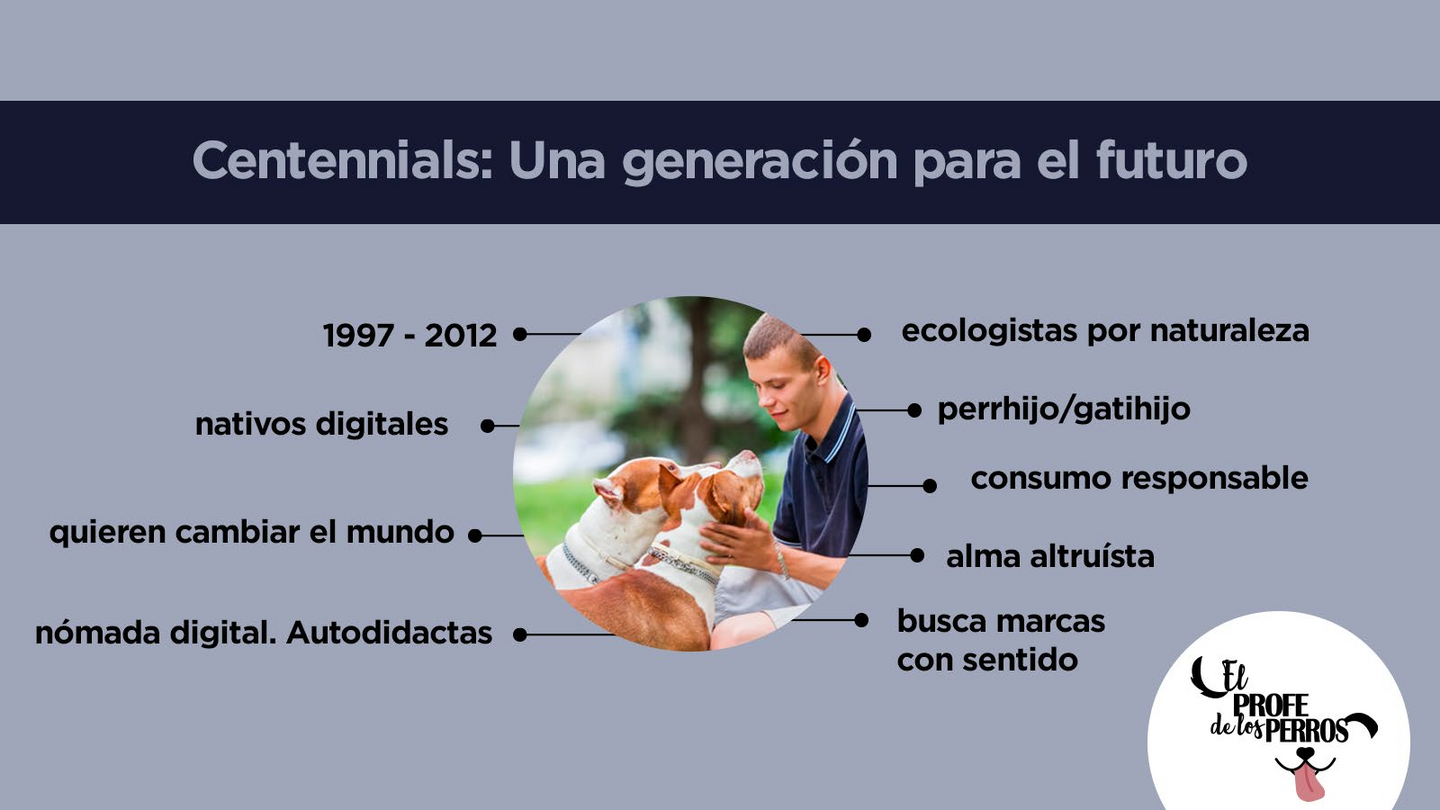 Centennials: Una generación para el futuro
1997 - 2012
nativos digitales
quieren cambiar el mundo
nómada digital. Autodidactas
ecologistas por naturaleza
perrhijo/gatihijo
consumo responsable
alma altruísta
busca marcas
con sentido
El
PROFE
de los PERROS